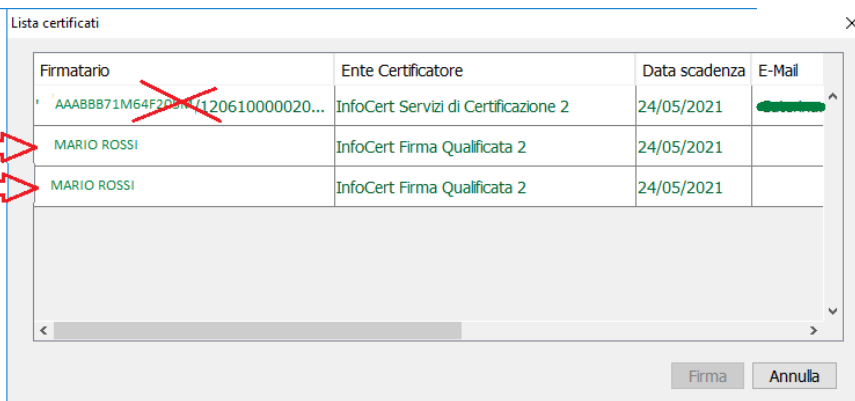 Lista certificati
Firmatario Ente Certificatore Data scadenza E-Mail
/120610000020... InfoCert Servizi di Certificazione 2 24/05/2021
MARIO ROSSI InfoCert Firma Qualificata 2 24/05/2021
MARIO ROSSI InfoCert Firma Qualificata 2 24/05/2021
Firma Annulla